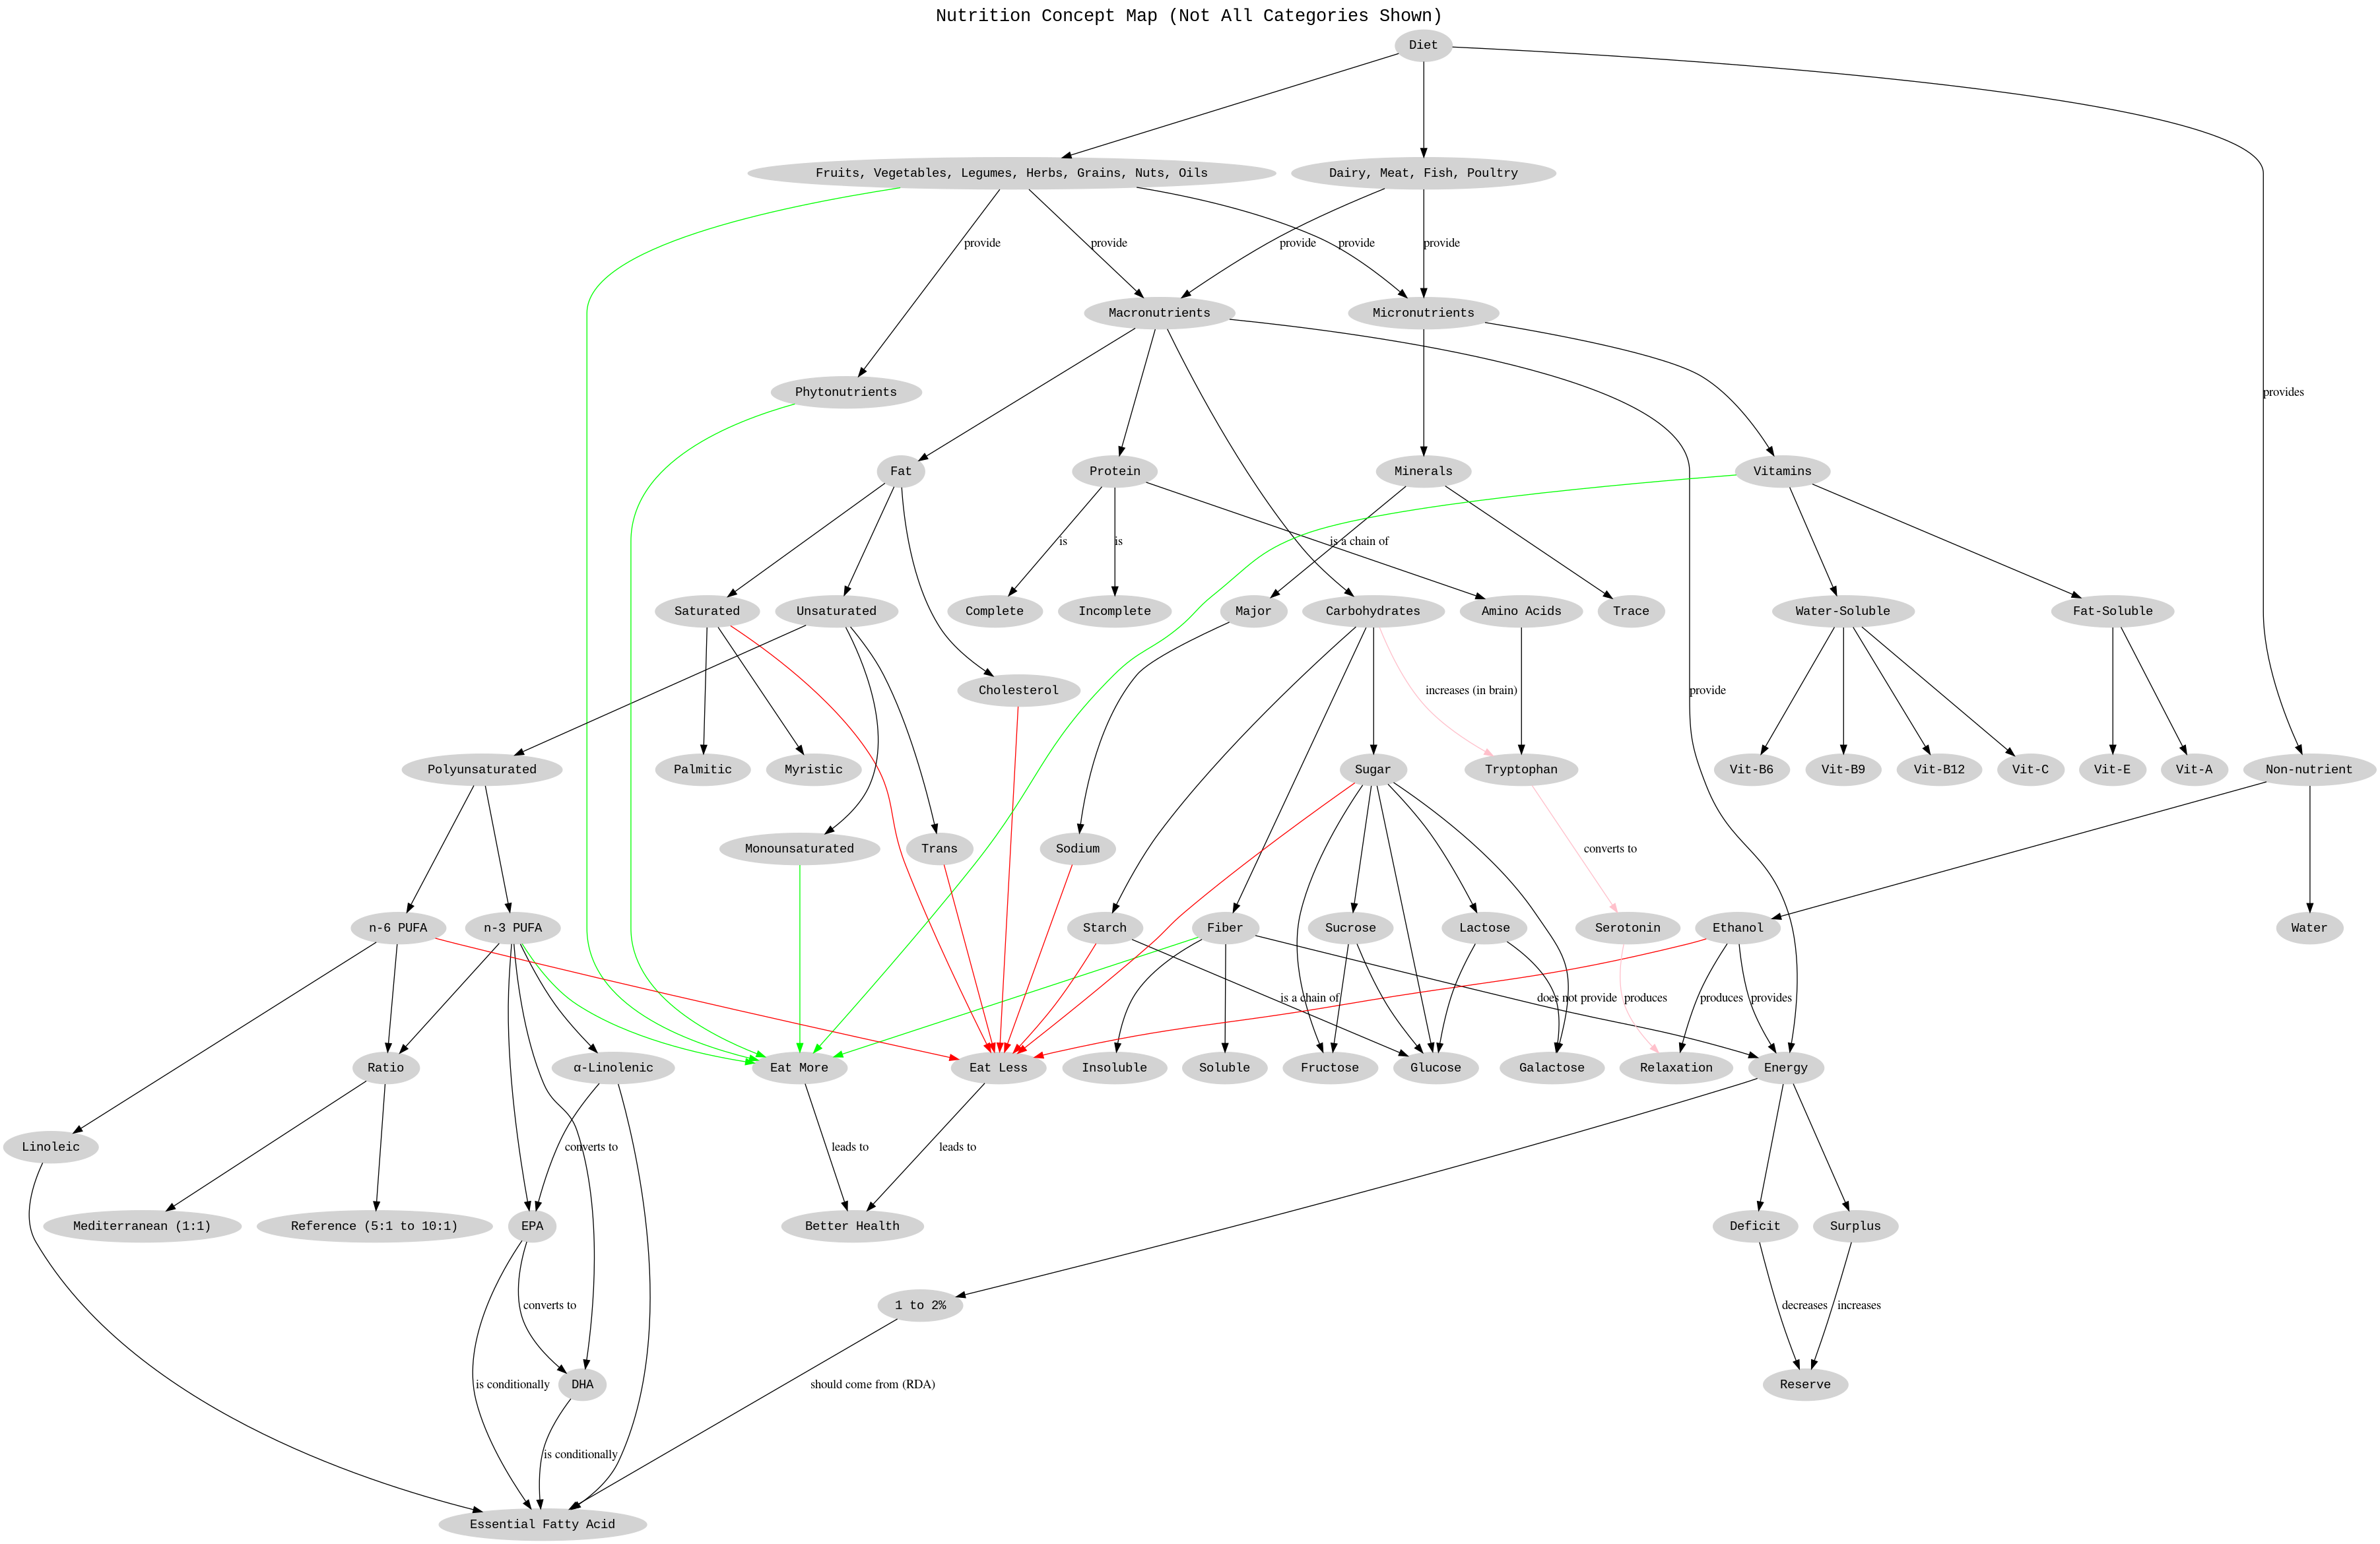 Nutrition Concept Map (Not All Categories Shown)
Diet
Fruits, Vegetables, Legumes, Herbs, Grains, Nuts, Oils
Dairy, Meat, Fish, Poultry
provide
provide
provide
provide
provide
Macronutrients
Micronutrients
Phytonutrients
provides
Fat
Protein
Minerals
Vitamins
is
is
is a chain of
Saturated
Unsaturated
Complete
Incomplete
Major
Carbohydrates
Amino Acids
Trace
Water-Soluble
Fat-Soluble
Cholesterol
increases (in brain)
provide
Polyunsaturated
Palmitic
Myristic
Sugar
Tryptophan
Vit-B6
Vit-B9
Vit-B12
Vit-C
Vit-E
Vit-A
Non-nutrient
Monounsaturated
Trans
Sodium
converts to
n-6 PUFA
n-3 PUFA
Starch
Fiber
Sucrose
Lactose
Serotonin
Ethanol
Water
is a chain of
does not provide
produces
produces
provides
Ratio
α-Linolenic
Eat More
Eat Less
Insoluble
Soluble
Fructose
Glucose
Galactose
Relaxation
Energy
Linoleic
converts to
leads to
leads to
Mediterranean (1:1)
Reference (5:1 to 10:1)
EPA
Better Health
Deficit
Surplus
converts to
1 to 2%
decreases
increases
is conditionally
DHA
should come from (RDA)
Reserve
is conditionally
Essential Fatty Acid